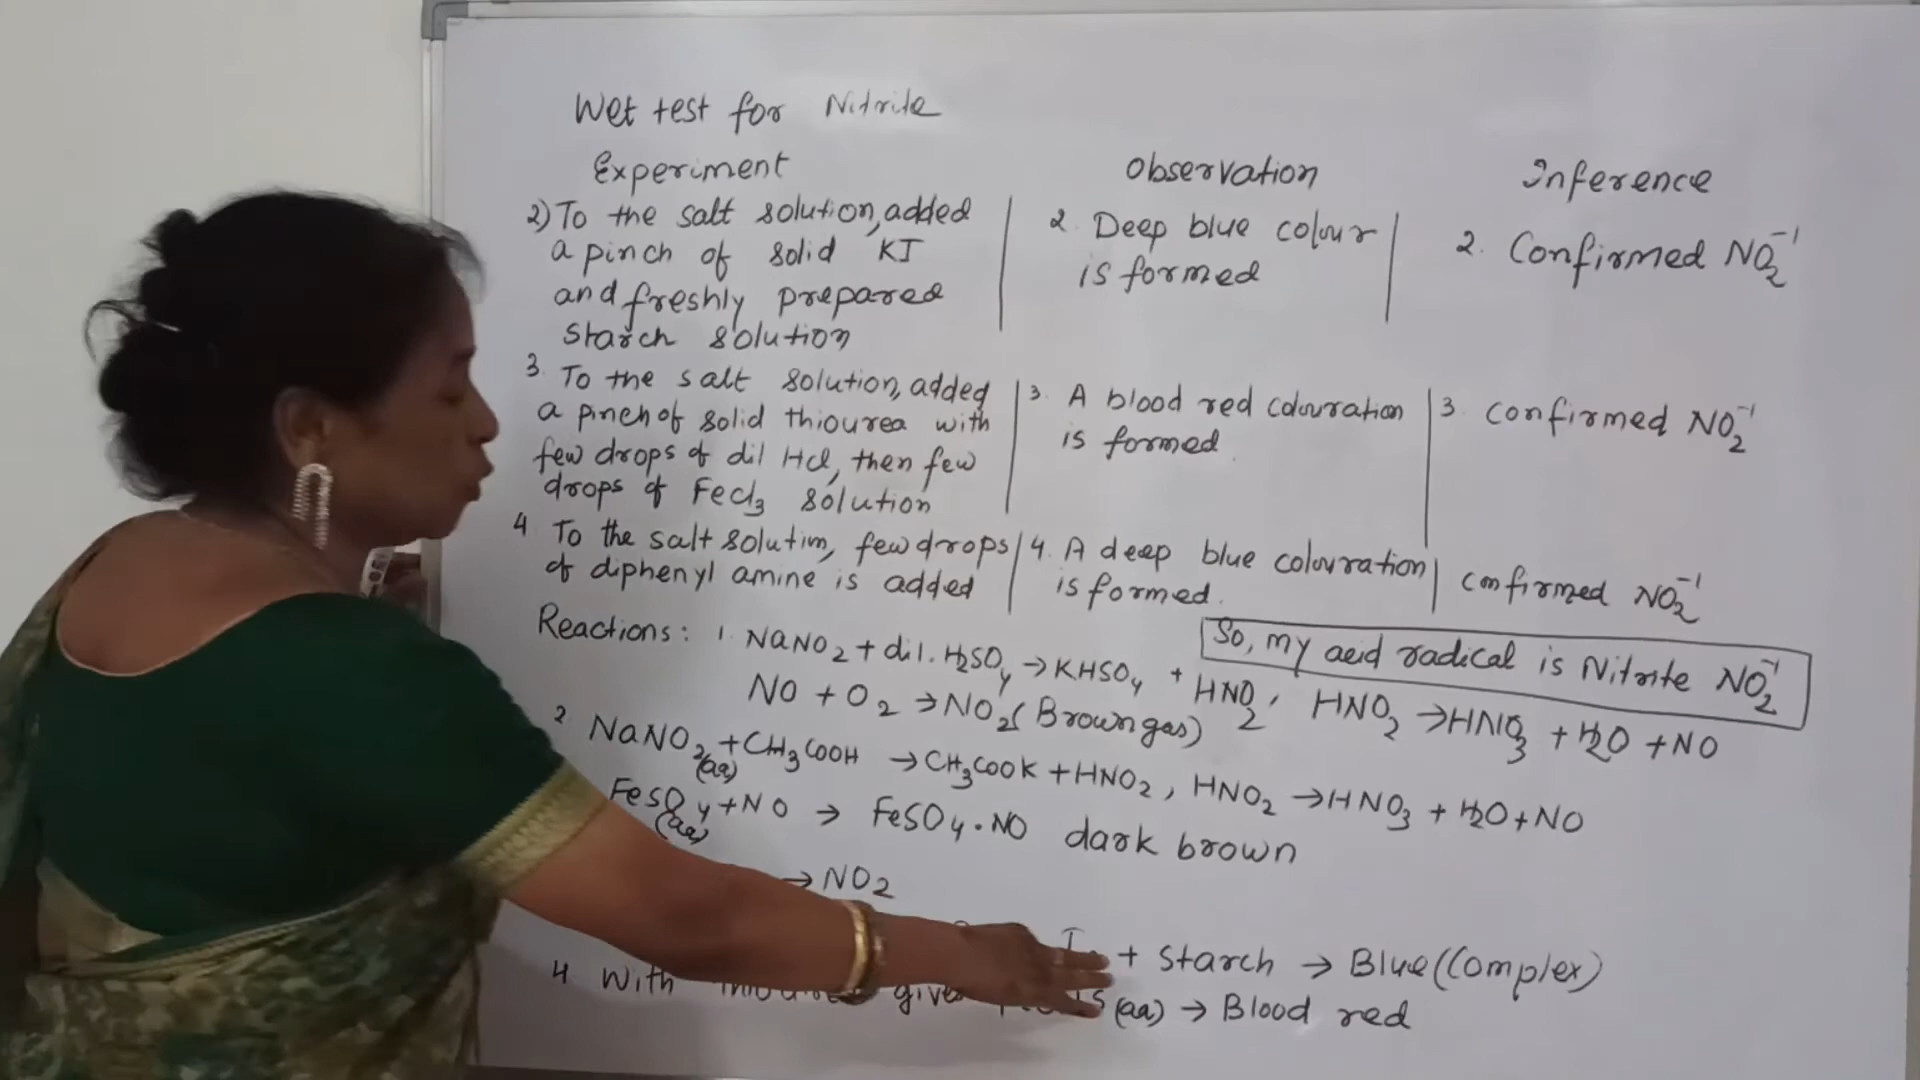 Wet test for Nitrite
Experiment
Observation
Inference
2) To the salt solution, added
a pinch of solid KI
and freshly prepared
starch solution
2. Deep blue colour
is formed
2. Confirmed NO2^-1
3. To the salt solution, added
a pinch of solid thiourea with
few drops of dil HCl, then few
drops of FeCl3 solution
3. A blood red colouration
is formed.
3 confirmed NO2^-1
4 To the salt solution, few drops
of diphenyl amine is added
4. A deep blue colouration
is formed.
confirmed NO2^-1
So, my acid radical is Nitrite NO2^-1
Reactions: 1. NaNO2 + dil. H2SO4 → KHSO4 + HNO2, HNO2 → HNO3 + H2O + NO
NO + O2 → NO2 (Brown gas)
2 NaNO2 (aq) + CH3COOH → CH3COOK + HNO2, HNO2 → HNO3 + H2O + NO
FeSO4 (aq) + NO → FeSO4.NO dark brown
→ NO2
+ Starch → Blue (Complex)
4 With (aq) → Blood red